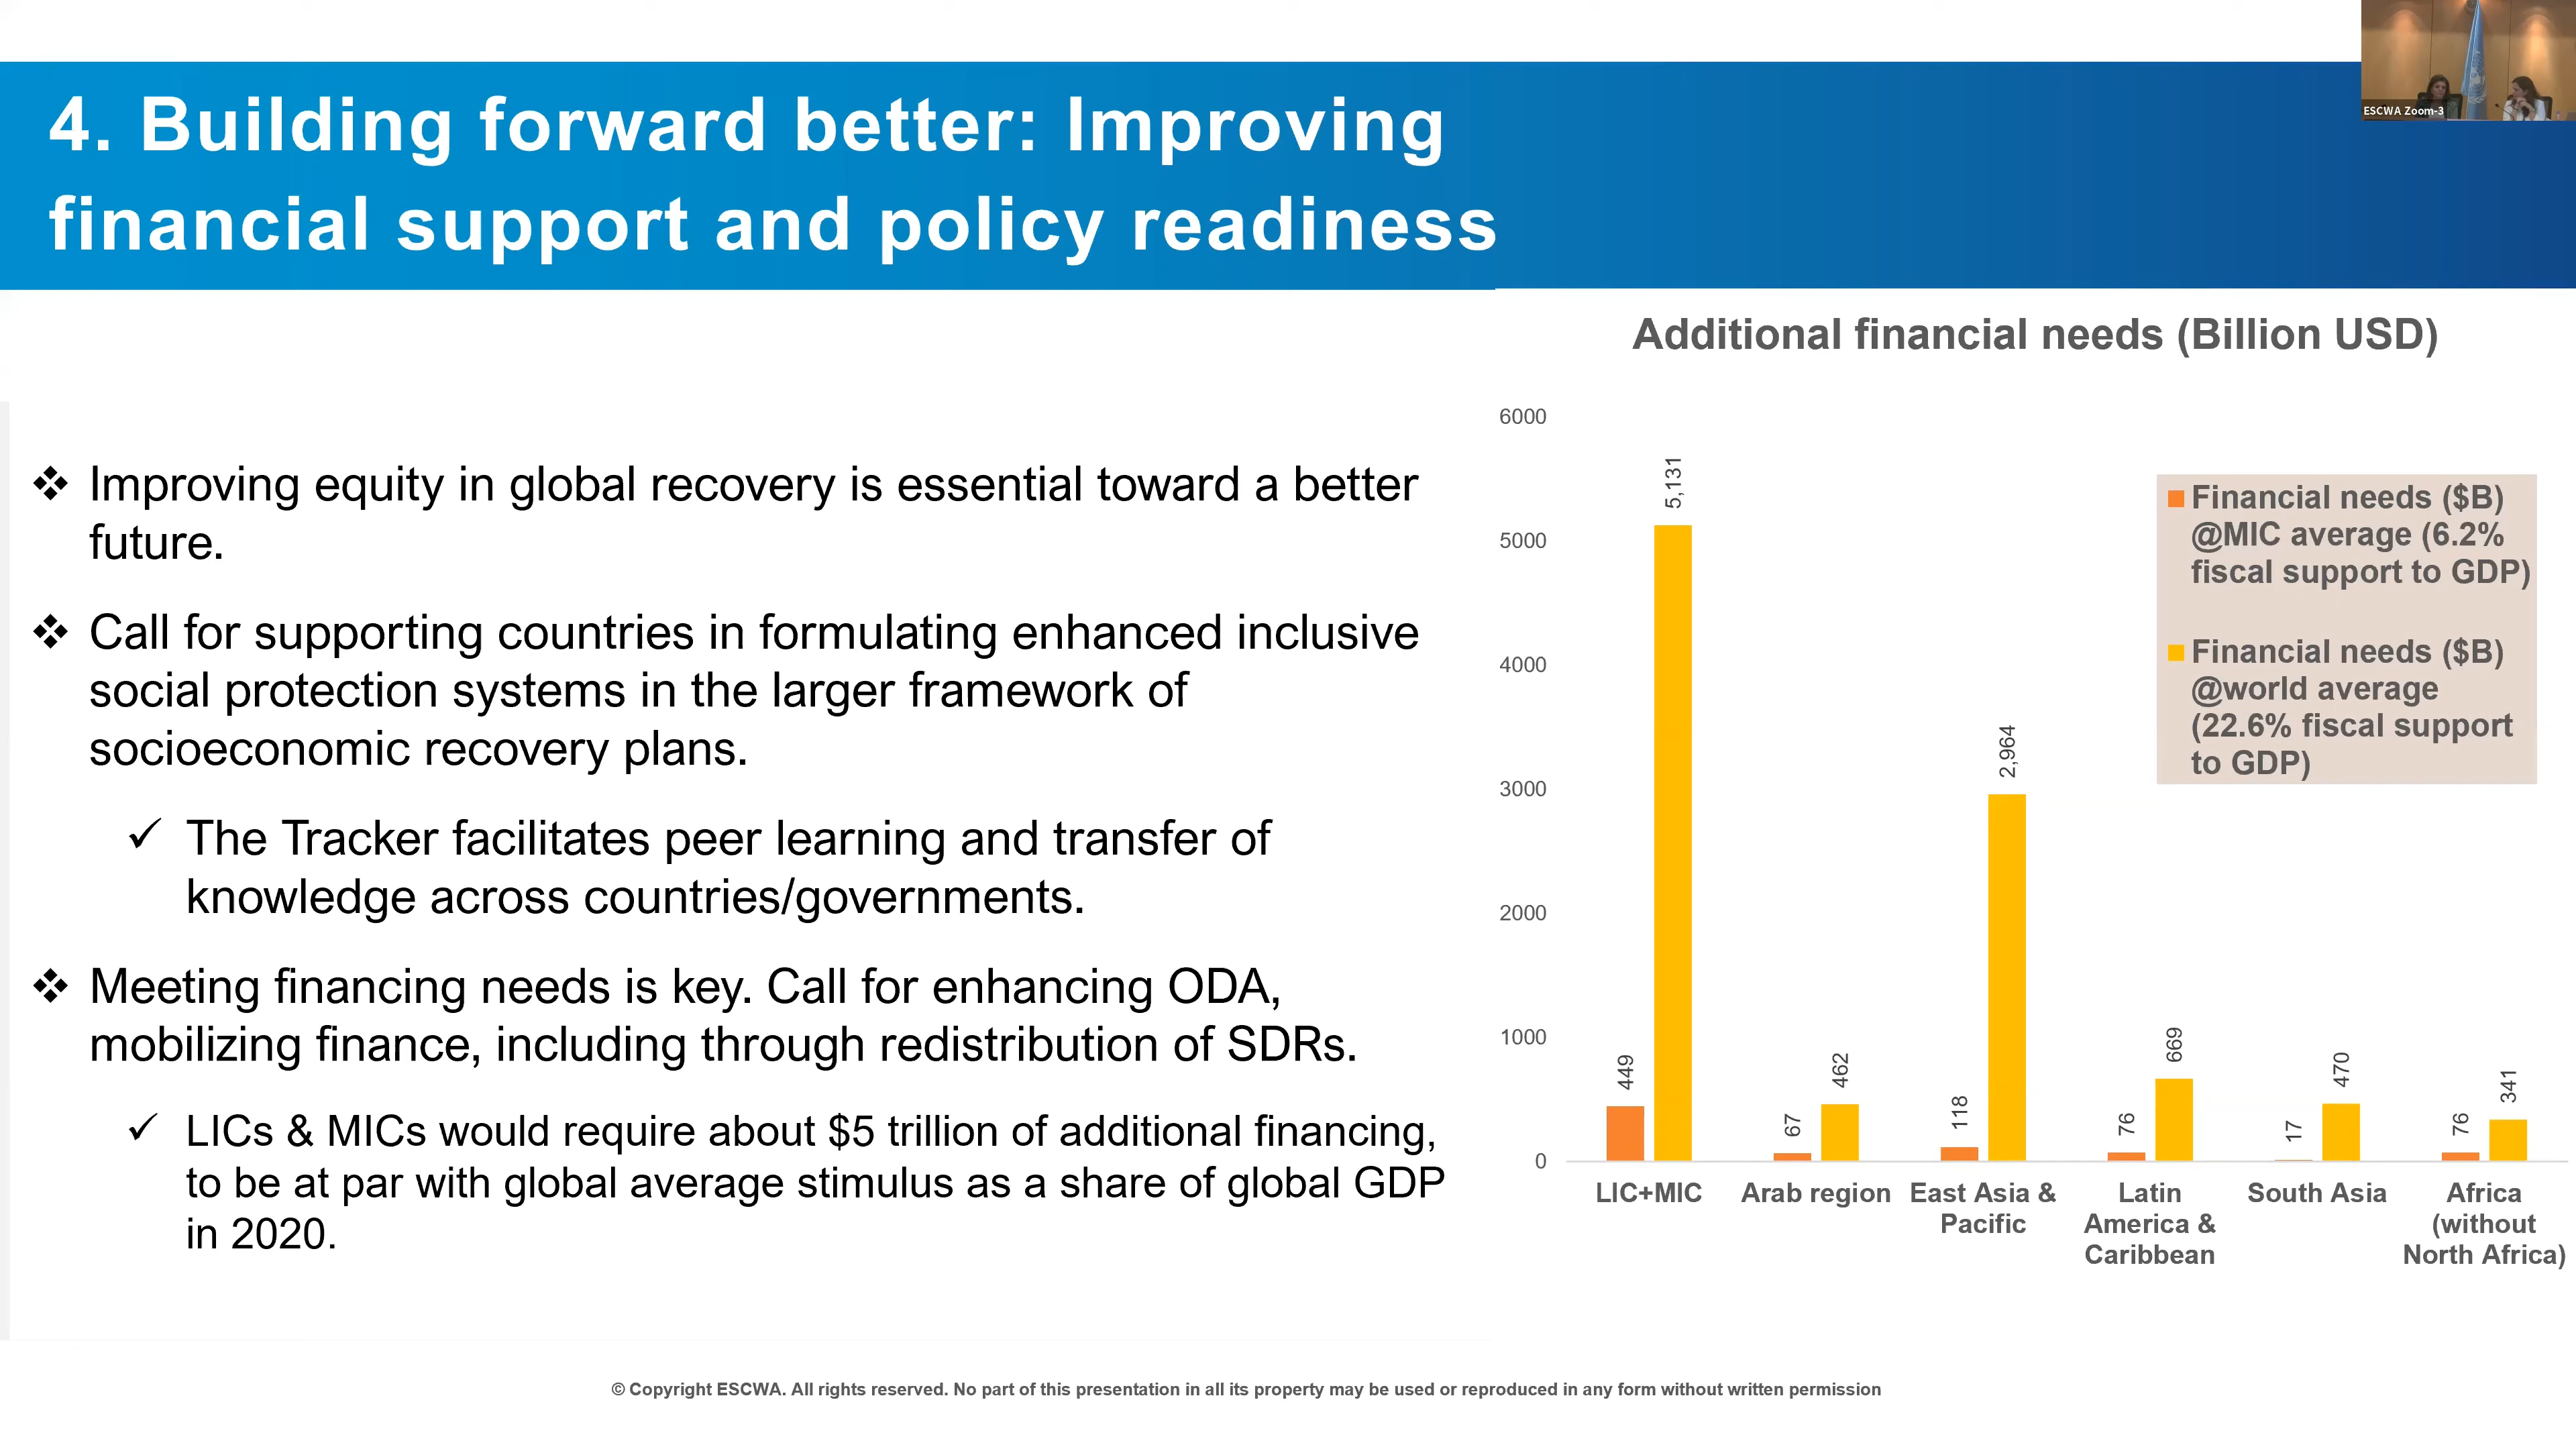 ESCWA Zoom-3
4. Building forward better: Improving
financial support and policy readiness
❖ Improving equity in global recovery is essential toward a better
future.
❖ Call for supporting countries in formulating enhanced inclusive
social protection systems in the larger framework of
socioeconomic recovery plans.
✓ The Tracker facilitates peer learning and transfer of
knowledge across countries/governments.
❖ Meeting financing needs is key. Call for enhancing ODA,
mobilizing finance, including through redistribution of SDRs.
✓ LICs & MICs would require about $5 trillion of additional financing,
to be at par with global average stimulus as a share of global GDP
in 2020.
Additional financial needs (Billion USD)
6000
5000
4000
3000
2000
1000
0
449
5,131
67
462
118
2,964
76
669
17
470
76
341
LIC+MIC
Arab region
East Asia &
Pacific
Latin
America &
Caribbean
South Asia
Africa
(without
North Africa)
Financial needs ($B)
@MIC average (6.2%
fiscal support to GDP)
Financial needs ($B)
@world average
(22.6% fiscal support
to GDP)
© Copyright ESCWA. All rights reserved. No part of this presentation in all its property may be used or reproduced in any form without written permission